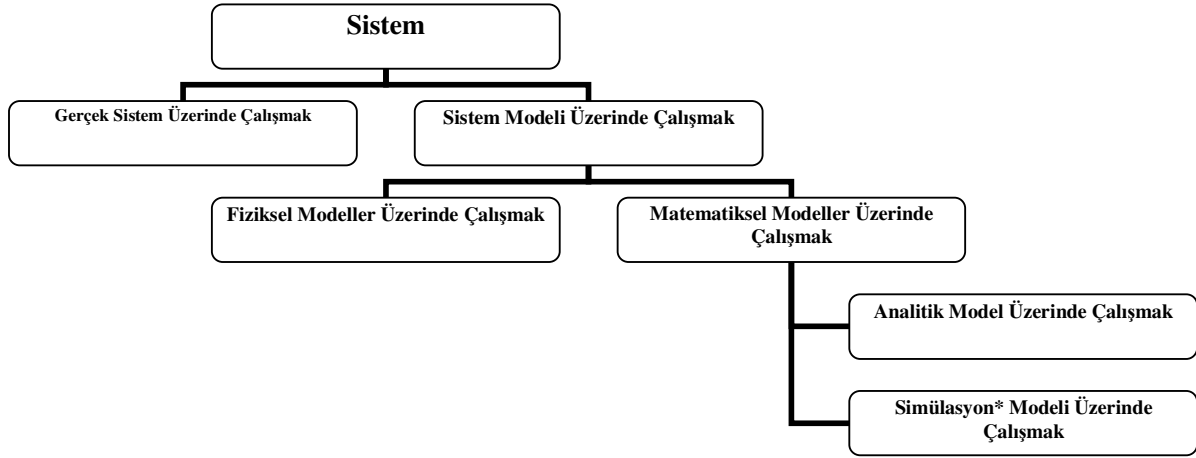 Sistem
Gerçek Sistem Üzerinde Çalışmak
Sistem Modeli Üzerinde Çalışmak
Fiziksel Modeller Üzerinde Çalışmak
Matematiksel Modeller Üzerinde
Çalışmak
Analitik Model Üzerinde Çalışmak
Simülasyon* Modeli Üzerinde
Çalışmak